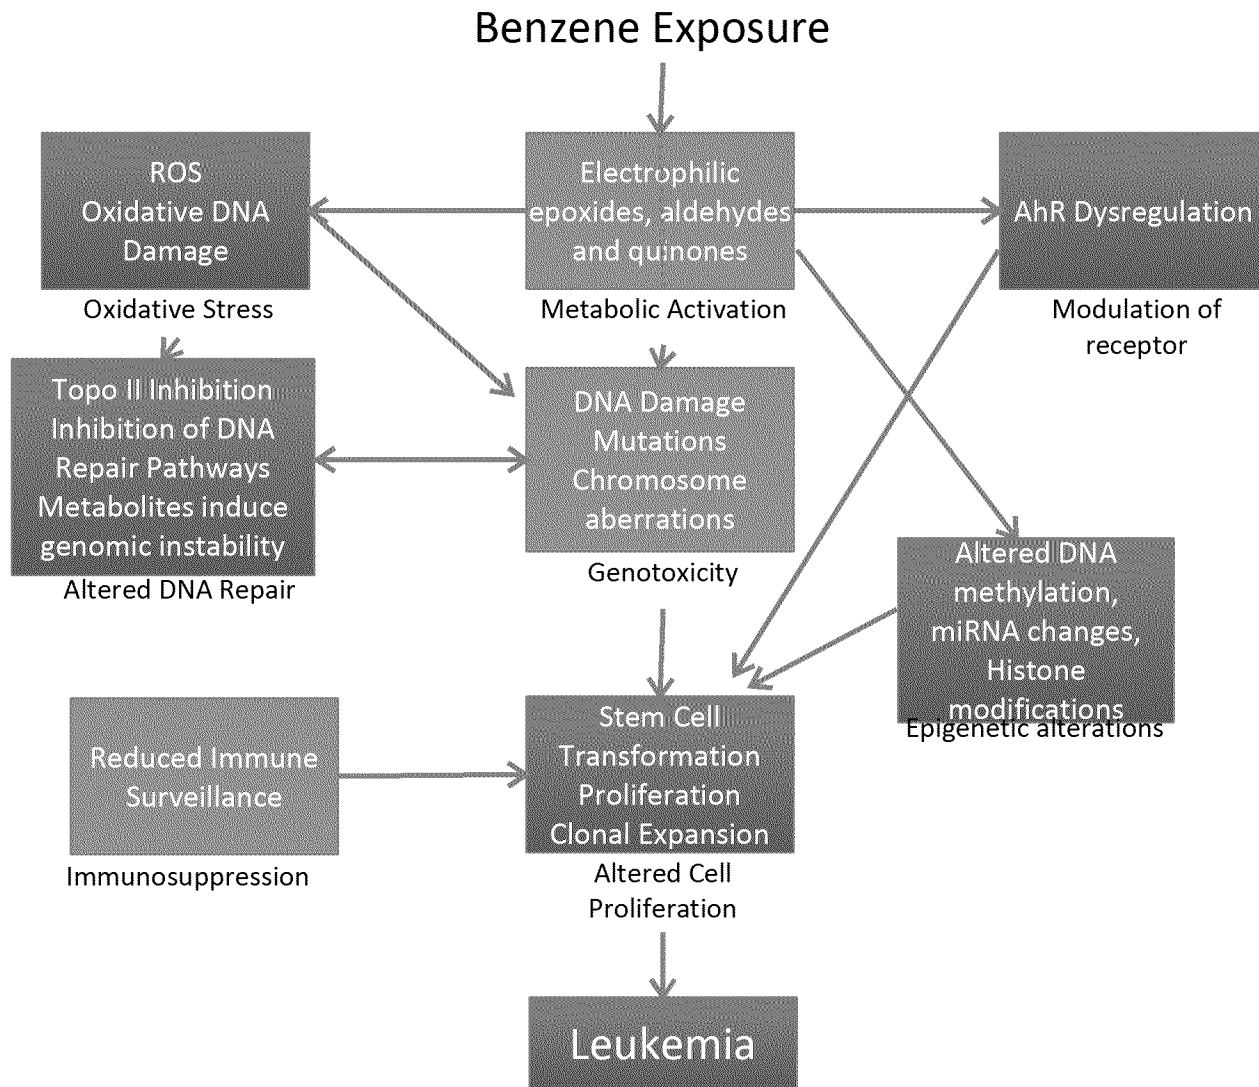 Benzene Exposure
ROS
Oxidative DNA
Damage
Oxidative Stress
Electrophilic
epoxides, aldehydes
and quinones
Metabolic Activation
AhR Dysregulation
Modulation of
receptor
Topo II Inhibition
Inhibition of DNA
Repair Pathways
Metabolites induce
genomic instability
Altered DNA Repair
DNA Damage
Mutations
Chromosome
aberrations
Genotoxicity
Altered DNA
methylation,
miRNA changes,
Histone
modifications
Epigenetic alterations
Reduced Immune
Surveillance
Immunosuppression
Stem Cell
Transformation
Proliferation
Clonal Expansion
Altered Cell
Proliferation
Leukemia